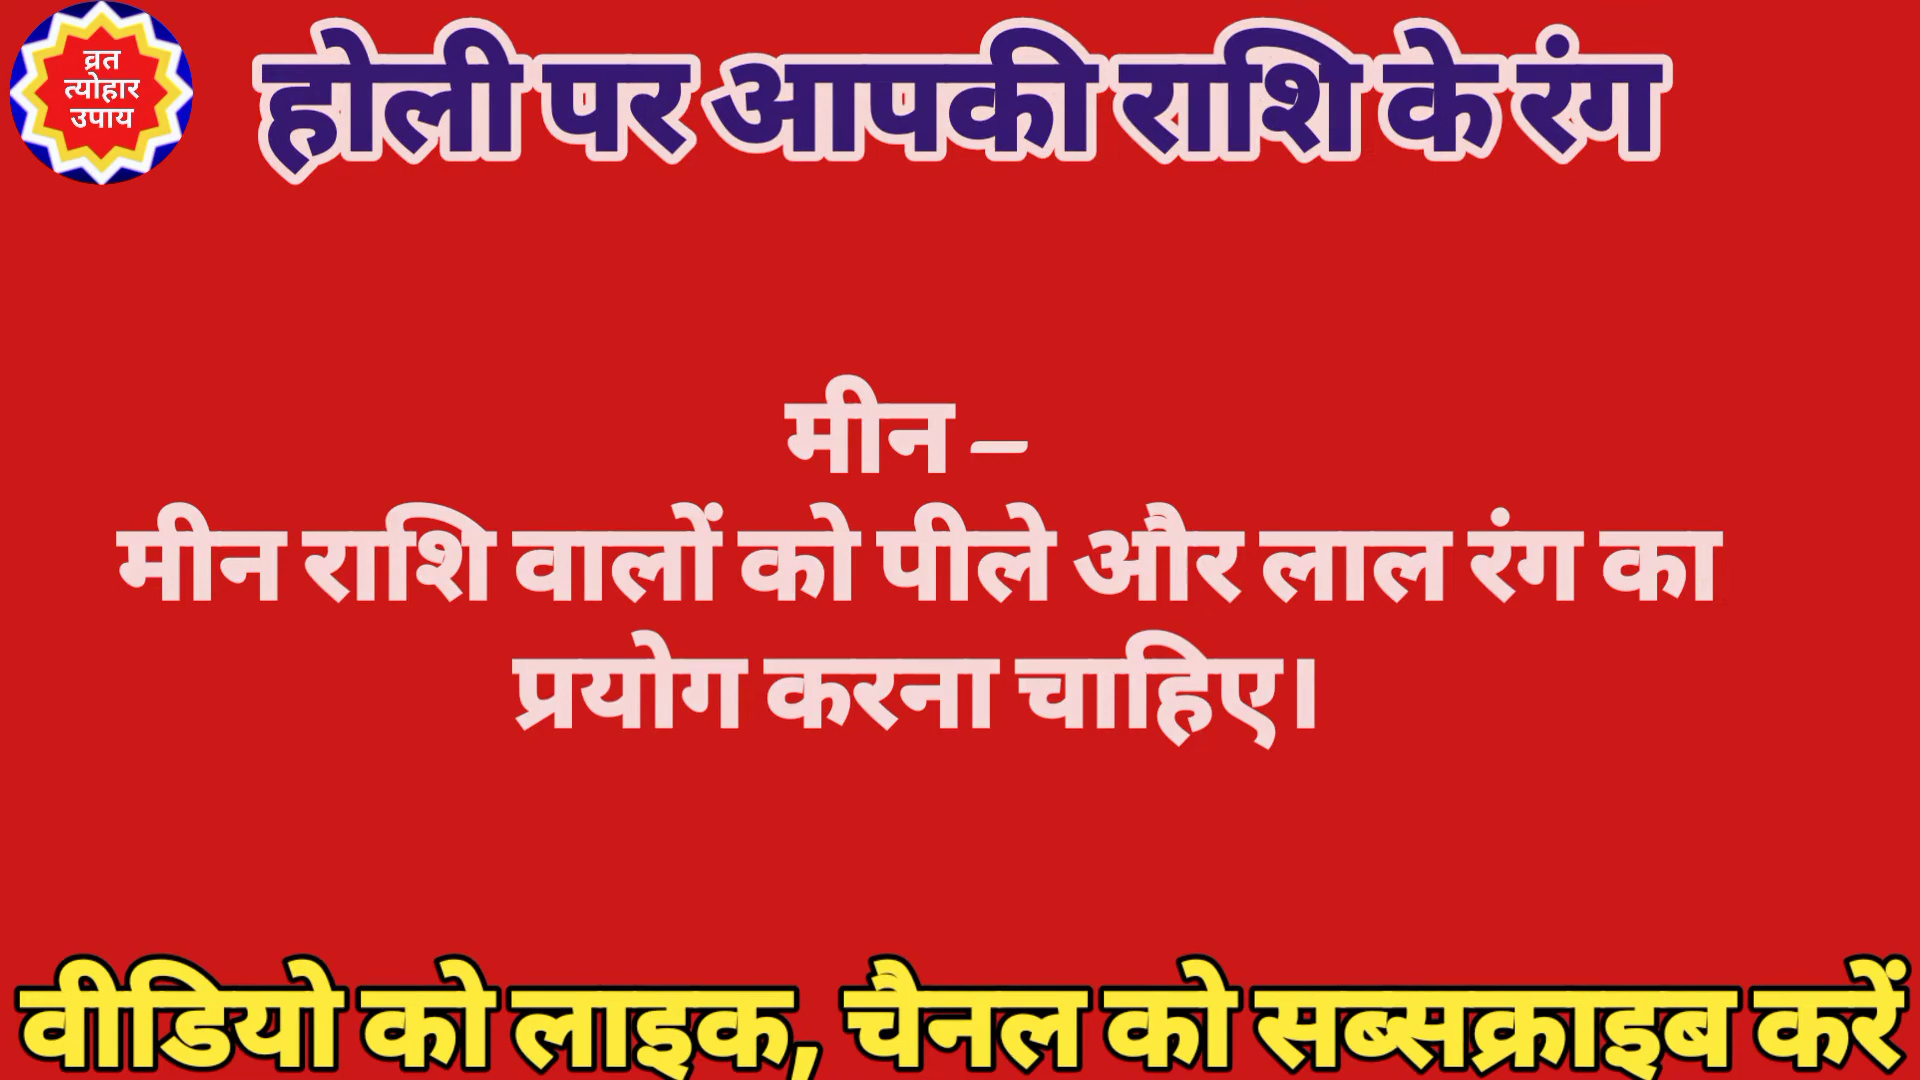 व्रत
त्योहार
उपाय
होली पर आपकी राशि के रंग
मीन –
मीन राशि वालों को पीले और लाल रंग का
प्रयोग करना चाहिए।
वीडियो को लाइक, चैनल को सब्सक्राइब करें